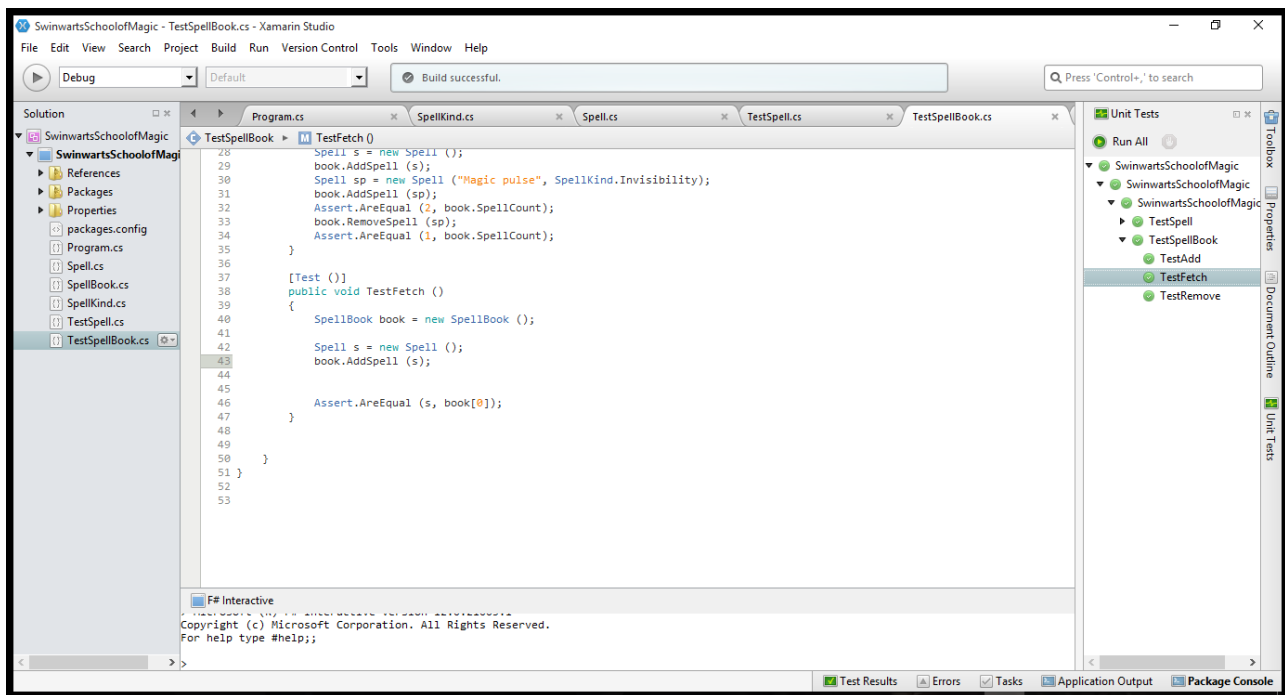 SwinwartsSchoolofMagic - TestSpellBook.cs - Xamarin Studio
File Edit View Search Project Build Run Version Control Tools Window Help
Debug
Default
Build successful.
Press 'Control+,' to search
Solution
SwinwartsSchoolofMagic
SwinwartsSchoolofMagi
References
Packages
Properties
packages.config
Program.cs
Spell.cs
SpellBook.cs
SpellKind.cs
TestSpell.cs
TestSpellBook.cs
Program.cs SpellKind.cs Spell.cs TestSpell.cs TestSpellBook.cs
TestSpellBook M TestFetch ()
28 Spell s = new Spell ();
29 book.AddSpell (s);
30 Spell sp = new Spell ("Magic pulse", SpellKind.Invisibility);
31 book.AddSpell (sp);
32 Assert.AreEqual (2, book.SpellCount);
33 book.RemoveSpell (sp);
34 Assert.AreEqual (1, book.SpellCount);
35 }
36
37 [Test ()]
38 public void TestFetch ()
39 {
40 SpellBook book = new SpellBook ();
41
42 Spell s = new Spell ();
43 book.AddSpell (s);
44
45
46 Assert.AreEqual (s, book[0]);
47 }
48
49
50 }
51 }
52
53
F# Interactive
Copyright (c) Microsoft Corporation. All Rights Reserved.
For help type #help;;
>
Unit Tests
Run All
SwinwartsSchoolofMagic
SwinwartsSchoolofMagic
SwinwartsSchoolofMagic
TestSpell
TestSpellBook
TestAdd
TestFetch
TestRemove
Toolbox
Properties
Document Outline
Unit Tests
Test Results Errors Tasks Application Output Package Console